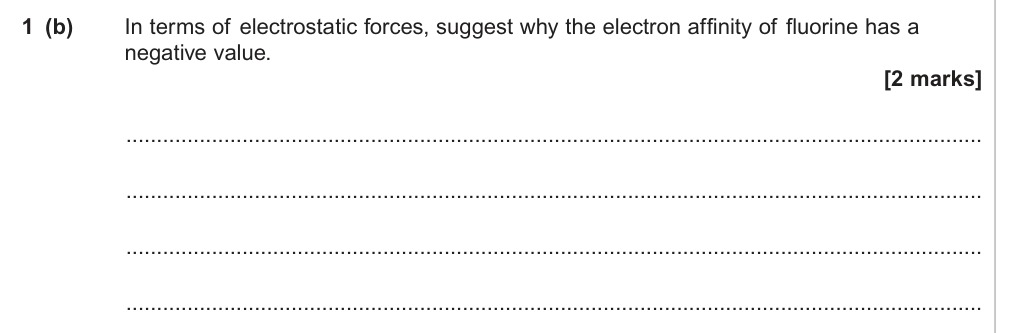 1 (b) In terms of electrostatic forces, suggest why the electron affinity of fluorine has a
negative value.
[2 marks]